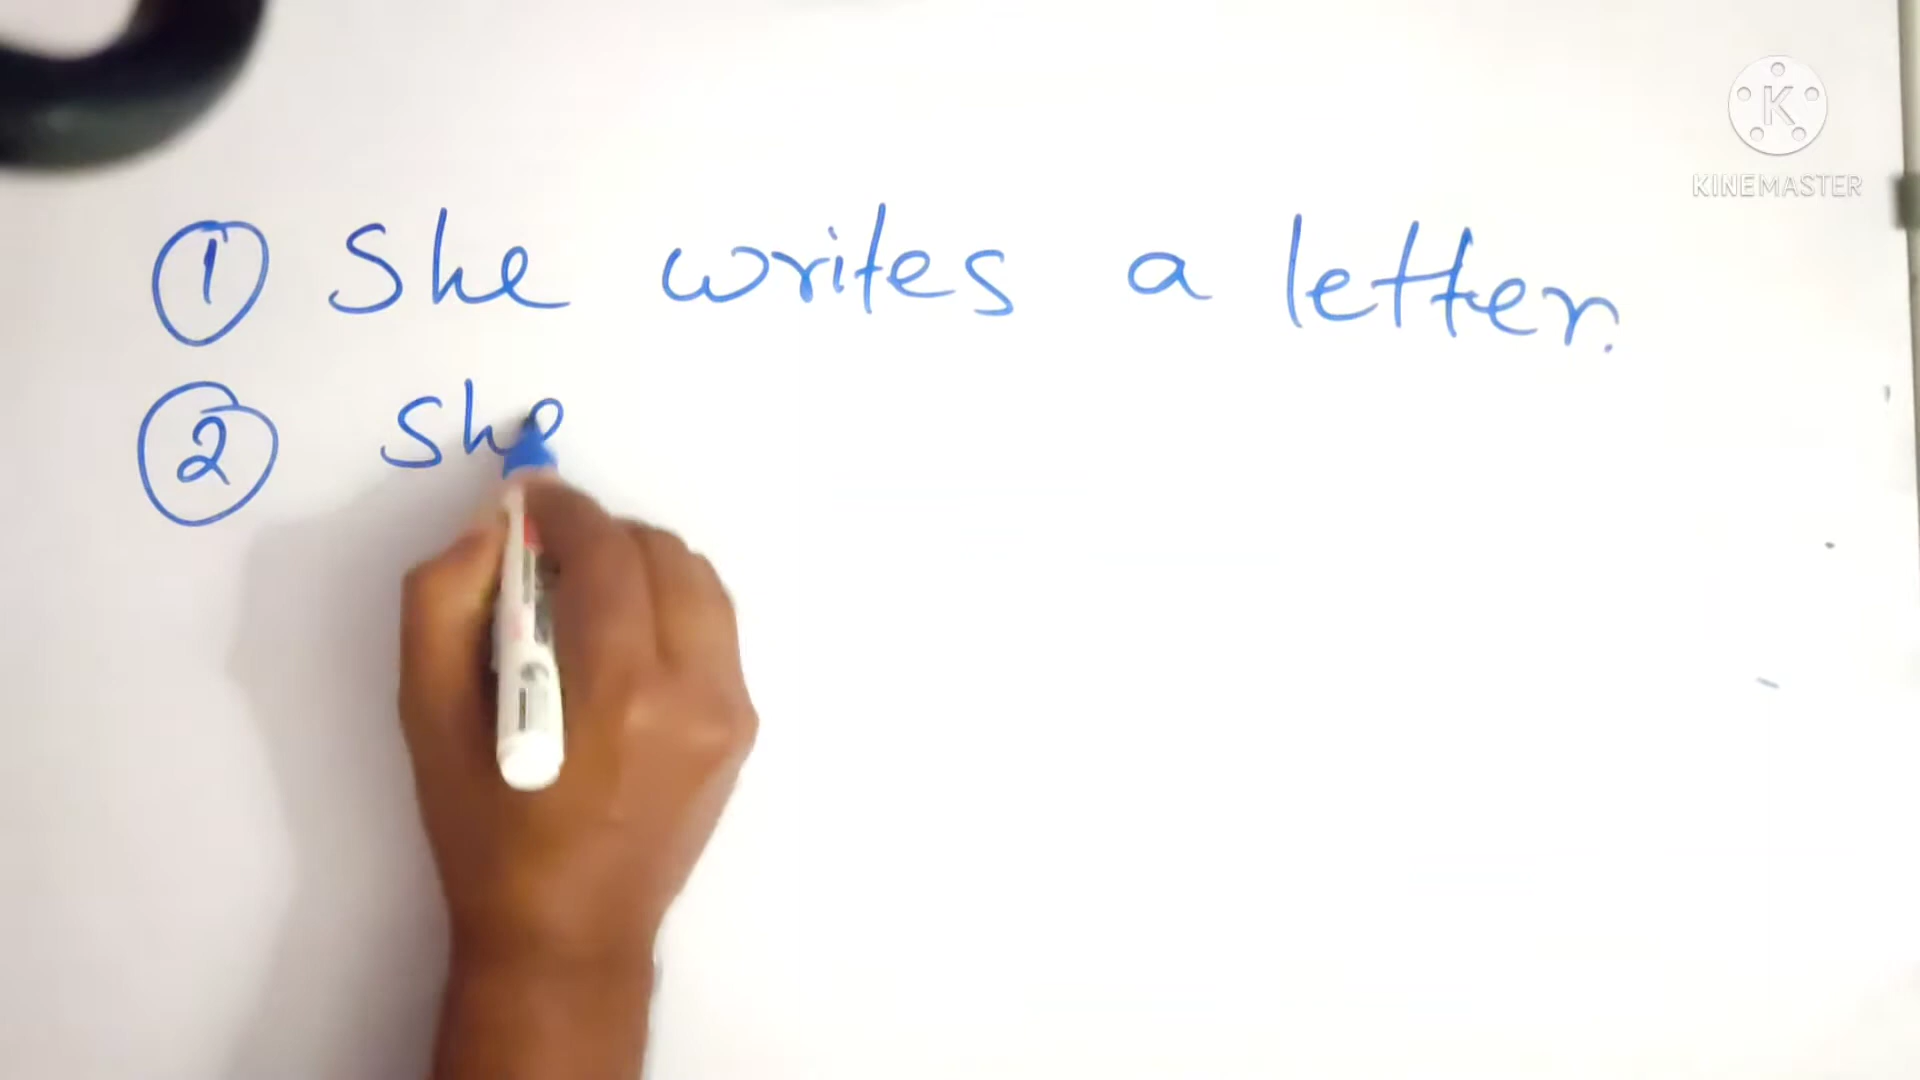 ① She writes a letter.
② She
K
KINEMASTER